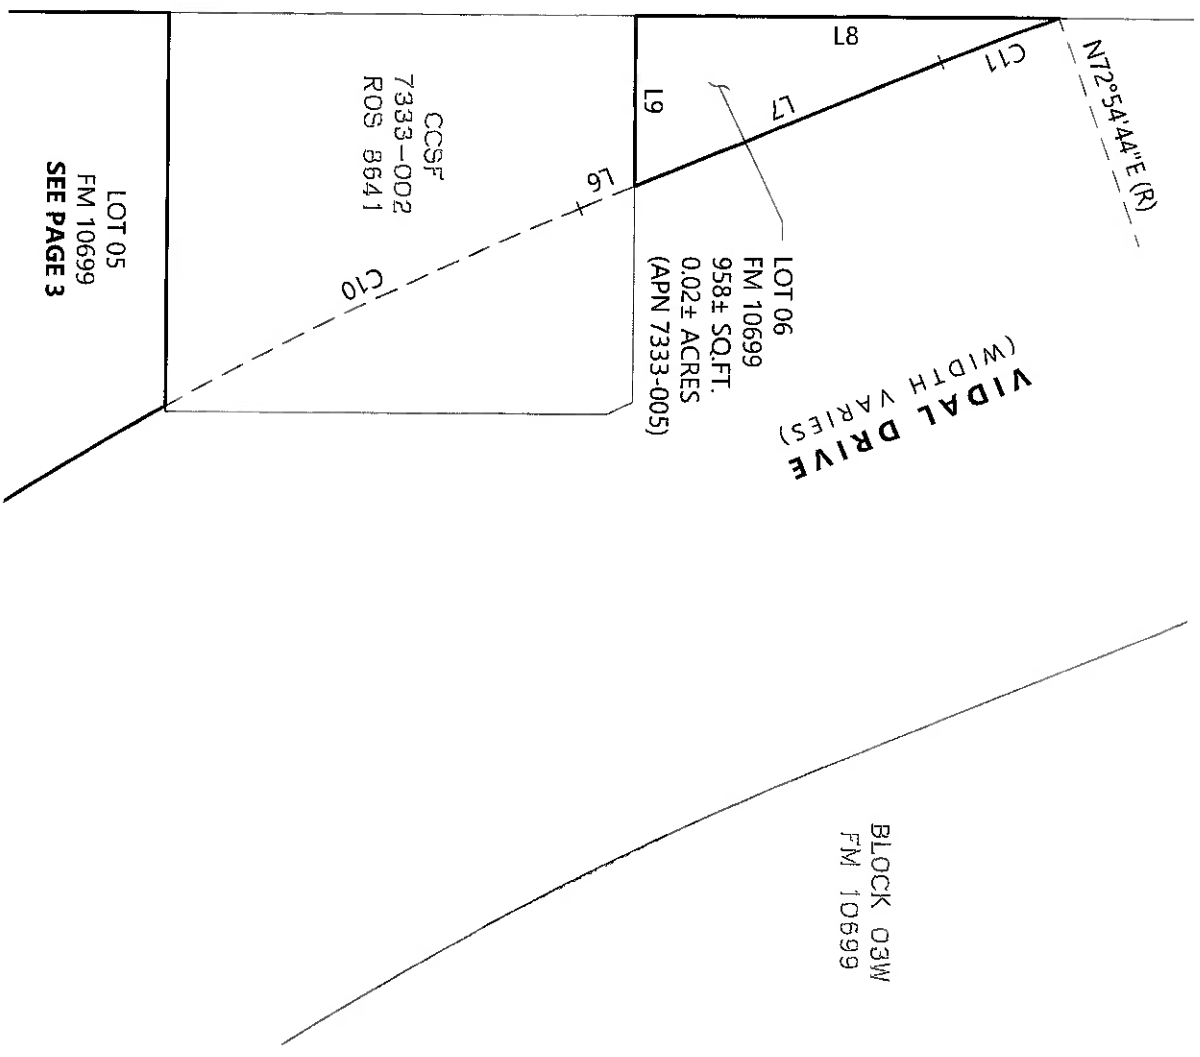 N72°54'44"E (R)
C11
L8
L7
L9
L6
C10
CCSF
7333-002
ROS 8641
LOT 05
FM 10699
SEE PAGE 3
LOT 06
FM 10699
958± SQ.FT.
0.02± ACRES
(APN 7333-005)
VIDAL DRIVE
(WIDTH VARIES)
BLOCK 03W
FM 10699